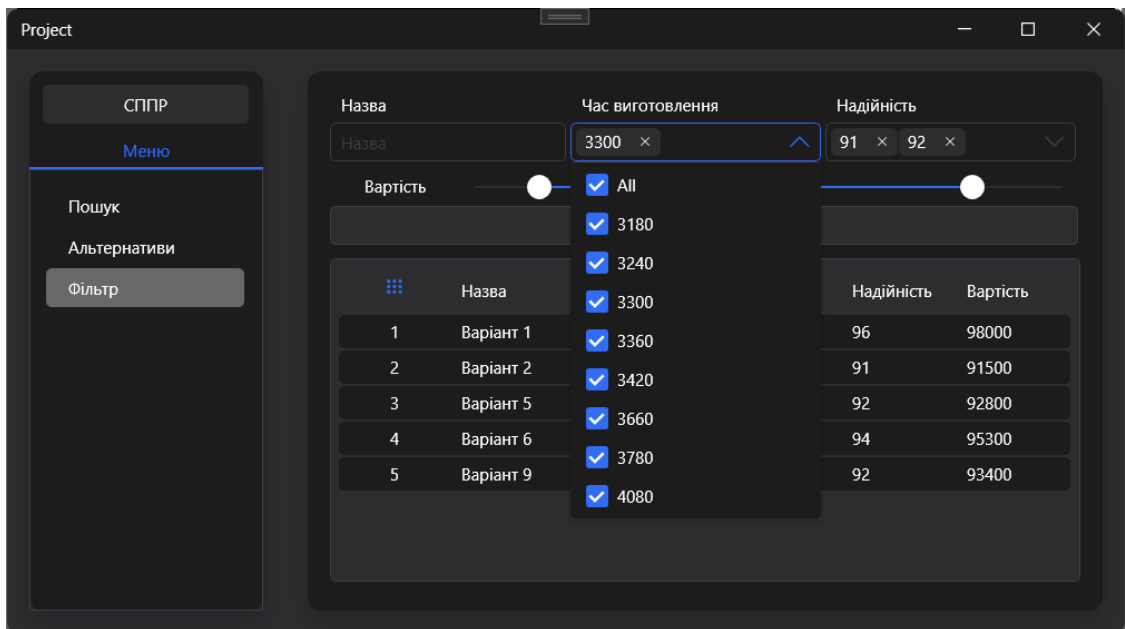 Project
СППР
Меню
Пошук
Альтернативи
Фільтр
Назва Час виготовлення Надійність
Назва 3300 × 91 × 92 ×
Вартість
All
3180
3240
3300
3360
3420
3660
3780
4080
Назва Надійність Вартість
1 Варіант 1 96 98000
2 Варіант 2 91 91500
3 Варіант 5 92 92800
4 Варіант 6 94 95300
5 Варіант 9 92 93400